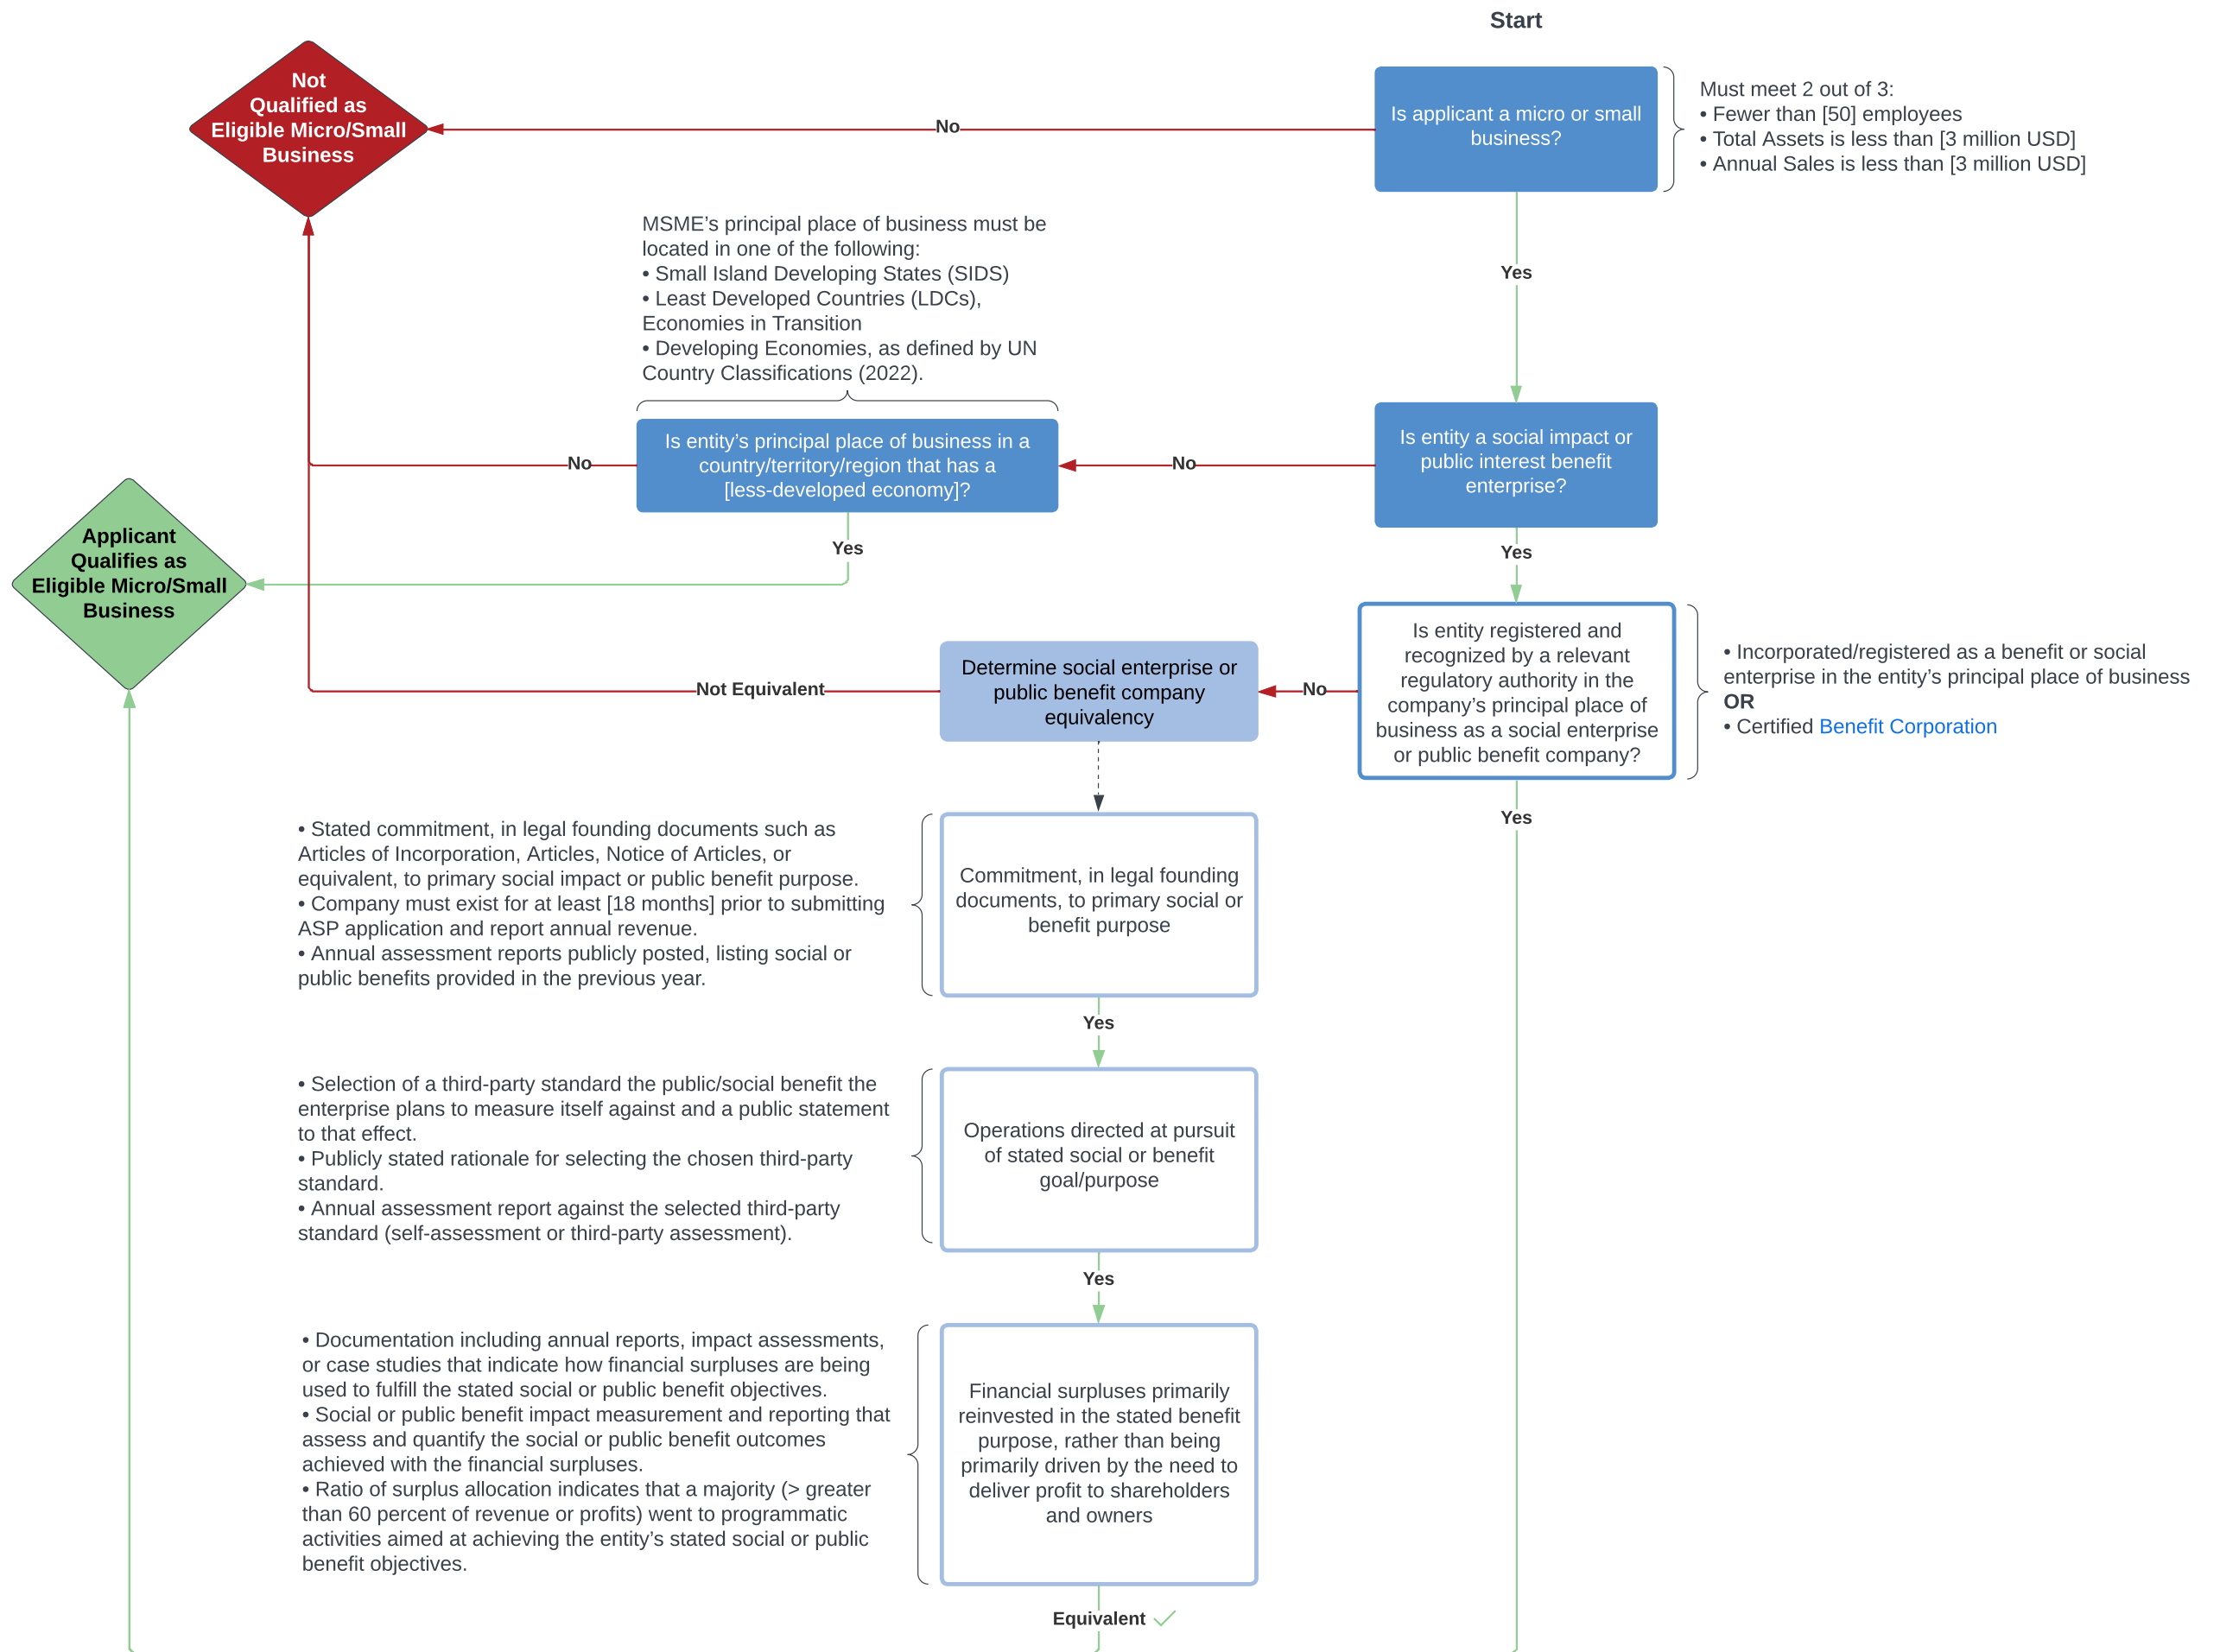 Start
Not
Qualified as
Eligible Micro/Small
Business
No
Is applicant a micro or small
business?
Must meet 2 out of 3:
• Fewer than [50] employees
• Total Assets is less than [3 million USD]
• Annual Sales is less than [3 million USD]
Yes
MSME’s principal place of business must be
located in one of the following:
• Small Island Developing States (SIDS)
• Least Developed Countries (LDCs),
Economies in Transition
• Developing Economies, as defined by UN
Country Classifications (2022).
Is entity a social impact or
public interest benefit
enterprise?
No
Is entity’s principal place of business in a
country/territory/region that has a
[less-developed economy]?
No
Yes
Applicant
Qualifies as
Eligible Micro/Small
Business
Yes
Is entity registered and
recognized by a relevant
regulatory authority in the
company’s principal place of
business as a social enterprise
or public benefit company?
• Incorporated/registered as a benefit or social
enterprise in the entity’s principal place of business
OR
• Certified Benefit Corporation
No
Determine social enterprise or
public benefit company
equivalency
Not Equivalent
Yes
• Stated commitment, in legal founding documents such as
Articles of Incorporation, Articles, Notice of Articles, or
equivalent, to primary social impact or public benefit purpose.
• Company must exist for at least [18 months] prior to submitting
ASP application and report annual revenue.
• Annual assessment reports publicly posted, listing social or
public benefits provided in the previous year.
Commitment, in legal founding
documents, to primary social or
benefit purpose
Yes
• Selection of a third-party standard the public/social benefit the
enterprise plans to measure itself against and a public statement
to that effect.
• Publicly stated rationale for selecting the chosen third-party
standard.
• Annual assessment report against the selected third-party
standard (self-assessment or third-party assessment).
Operations directed at pursuit
of stated social or benefit
goal/purpose
Yes
• Documentation including annual reports, impact assessments,
or case studies that indicate how financial surpluses are being
used to fulfill the stated social or public benefit objectives.
• Social or public benefit impact measurement and reporting that
assess and quantify the social or public benefit outcomes
achieved with the financial surpluses.
• Ratio of surplus allocation indicates that a majority (> greater
than 60 percent of revenue or profits) went to programmatic
activities aimed at achieving the entity’s stated social or public
benefit objectives.
Financial surpluses primarily
reinvested in the stated benefit
purpose, rather than being
primarily driven by the need to
deliver profit to shareholders
and owners
Equivalent